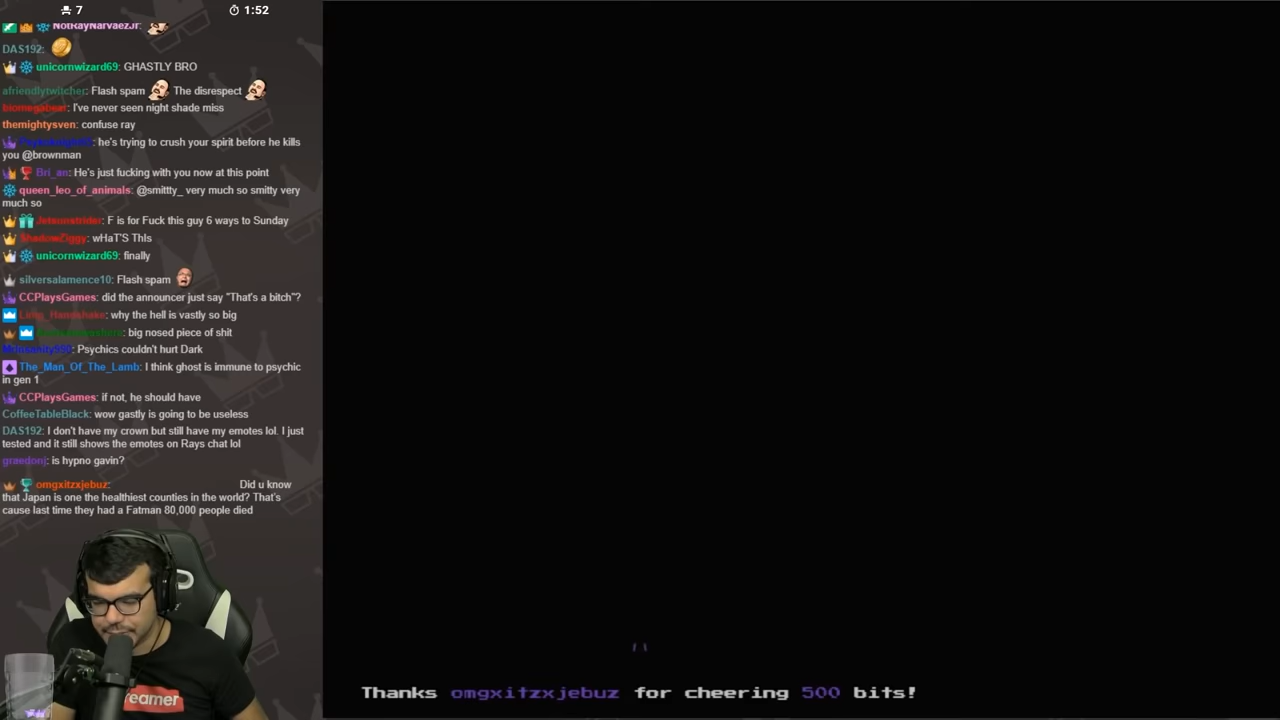 7
1:52
NotRayNarvaezJr:
DAS192:
unicornwizard69: GHASTLY BRO
afriendlytwitcher: Flash spam The disrespect
biomegabear: I've never seen night shade miss
themightysven: confuse ray
he's trying to crush your spirit before he kills
you @brownman
Bri_an: He's just fucking with you now at this point
queen_leo_of_animals: @smittty_ very much so smitty very
much so
Jetsunstrider: F is for Fuck this guy 6 ways to Sunday
ShadowZiggy: wHaT'S This
unicornwizard69: finally
silversalamence10: Flash spam
CCPlaysGames: did the announcer just say "That's a bitch"?
why the hell is vastly so big
big nosed piece of shit
MrInsanity590: Psychics couldn't hurt Dark
The_Man_Of_The_Lamb: I think ghost is immune to psychic
in gen 1
CCPlaysGames: if not, he should have
CoffeeTableBlack: wow gastly is going to be useless
DAS192: I don't have my crown but still have my emotes lol. I just
tested and it still shows the emotes on Rays chat lol
graedonj: is hypno gavin?
omgxitzxjebuz: Did u know
that Japan is one the healthiest counties in the world? That's
cause last time they had a Fatman 80,000 people died
reamer
Thanks omgxitzxjebuz for cheering 500 bits!